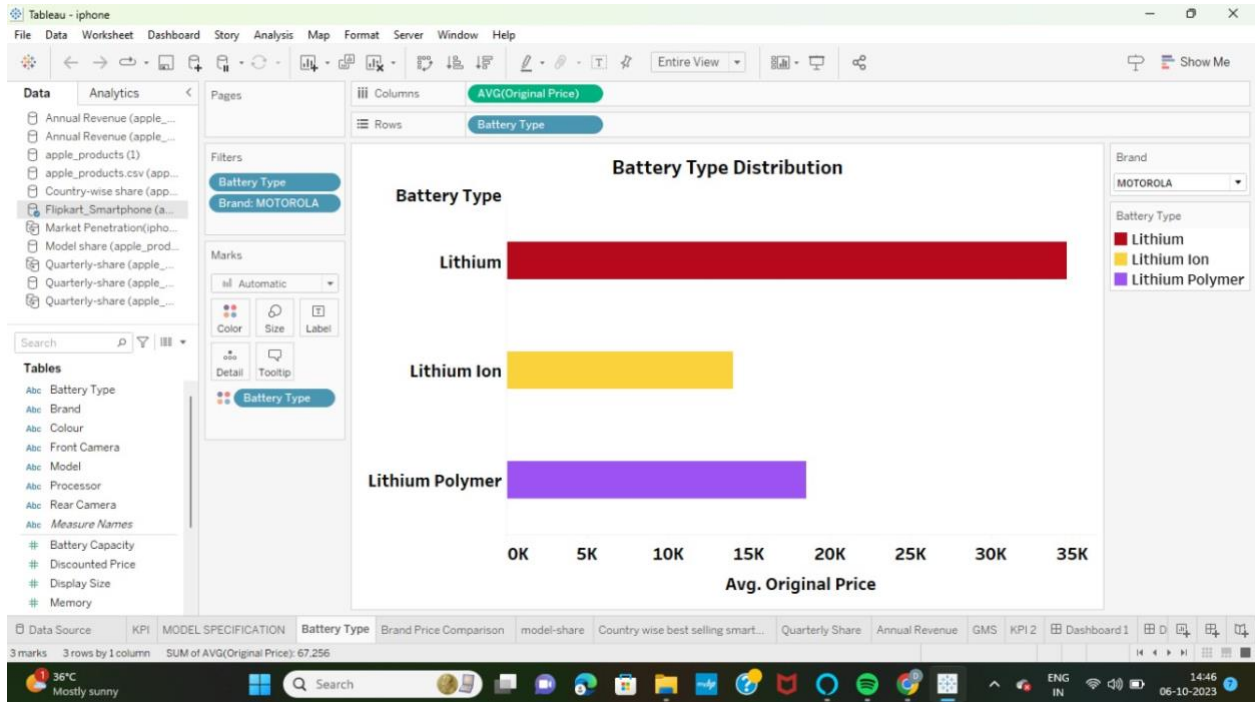 Tableau - iphone
File Data Worksheet Dashboard Story Analysis Map Format Server Window Help
Entire View
Show Me
Data Analytics
Annual Revenue (apple_...
Annual Revenue (apple_...
apple_products (1)
apple_products.csv (app...
Country-wise share (app...
Flipkart_Smartphone (a...
Market Penetration(ipho...
Model share (apple_prod...
Quarterly-share (apple_...
Quarterly-share (apple_...
Quarterly-share (apple_...
Search
Tables
Abc Battery Type
Abc Brand
Abc Colour
Abc Front Camera
Abc Model
Abc Processor
Abc Rear Camera
Abc Measure Names
# Battery Capacity
# Discounted Price
# Display Size
# Memory
Pages
Filters
Battery Type
Brand: MOTOROLA
Marks
Automatic
Color Size Label
Detail Tooltip
Battery Type
Columns AVG(Original Price)
Rows Battery Type
Battery Type Distribution
Battery Type
Lithium
Lithium Ion
Lithium Polymer
0K 5K 10K 15K 20K 25K 30K 35K
Avg. Original Price
Brand
MOTOROLA
Battery Type
Lithium
Lithium Ion
Lithium Polymer
Data Source KPI MODEL SPECIFICATION Battery Type Brand Price Comparison model-share Country wise best selling smart... Quarterly Share Annual Revenue GMS KPI 2 Dashboard 1 D
3 marks 3 rows by 1 column SUM of AVG(Original Price): 67,256
1
36°C
Mostly sunny
Search
ENG
IN
14:46
06-10-2023